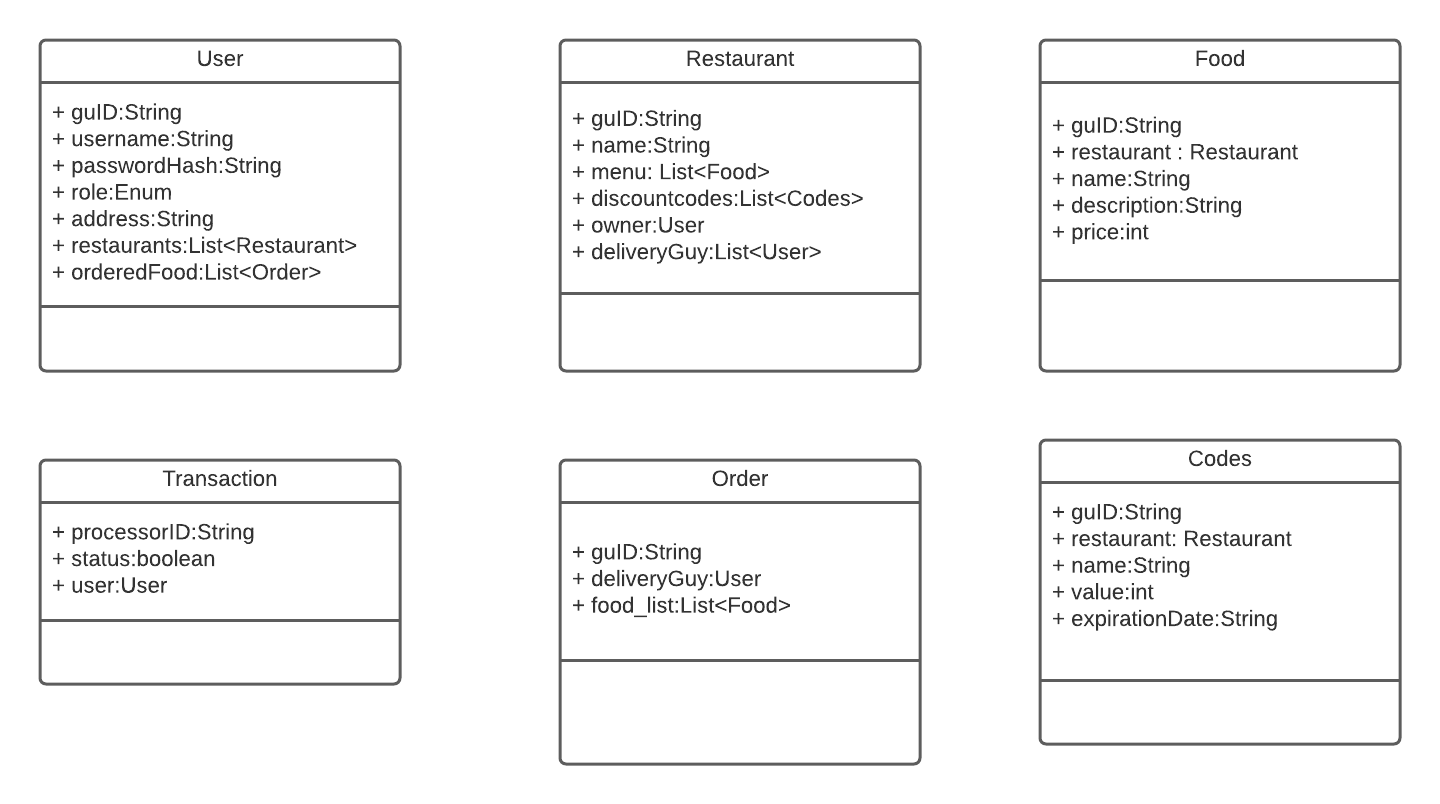 User
+ guID:String
+ username:String
+ passwordHash:String
+ role:Enum
+ address:String
+ restaurants:List<Restaurant>
+ orderedFood:List<Order>
Restaurant
+ guID:String
+ name:String
+ menu: List<Food>
+ discountcodes:List<Codes>
+ owner:User
+ deliveryGuy:List<User>
Food
+ guID:String
+ restaurant : Restaurant
+ name:String
+ description:String
+ price:int
Transaction
+ processorID:String
+ status:boolean
+ user:User
Order
+ guID:String
+ deliveryGuy:User
+ food_list:List<Food>
Codes
+ guID:String
+ restaurant: Restaurant
+ name:String
+ value:int
+ expirationDate:String